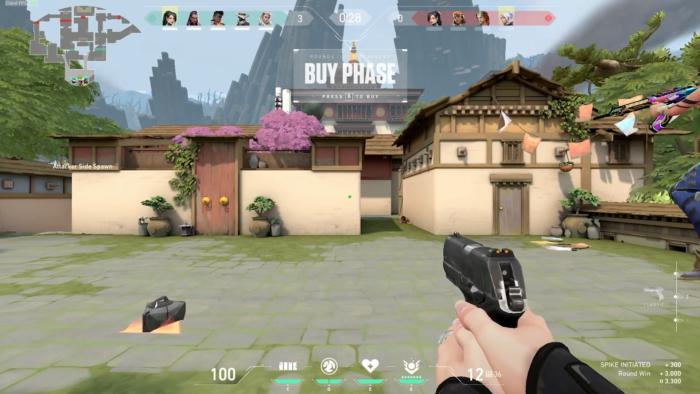 3
0:28
0
BUY PHASE
PRESS B TO BUY
Attacker Side Spawn
100
12
SPIKE INITIATED + 300
Round Win + 3,000
¤ 3,300
C
Q
E
X